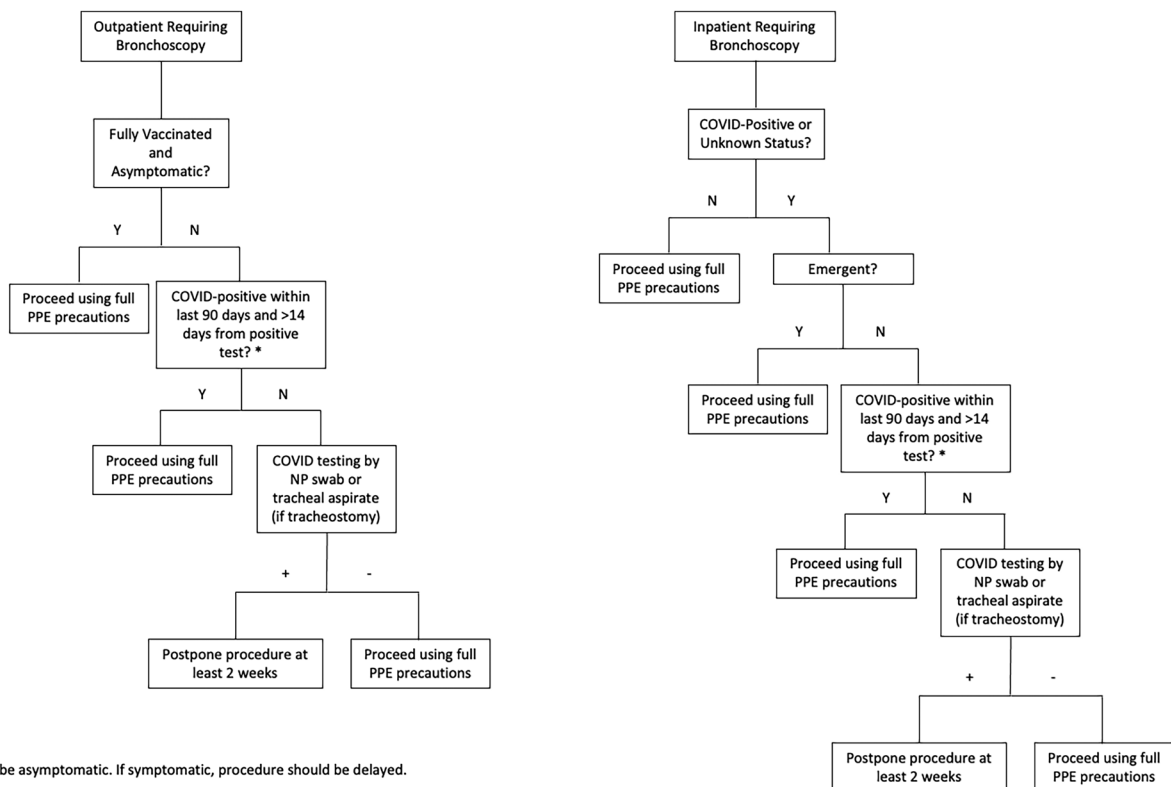 Outpatient Requiring
Bronchoscopy
Fully Vaccinated
and
Asymptomatic?
Y
N
Proceed using full
PPE precautions
COVID-positive within
last 90 days and >14
days from positive
test? *
Y
N
Proceed using full
PPE precautions
COVID testing by
NP swab or
tracheal aspirate
(if tracheostomy)
+
-
Postpone procedure at
least 2 weeks
Proceed using full
PPE precautions
be asymptomatic. If symptomatic, procedure should be delayed.
Inpatient Requiring
Bronchoscopy
COVID-Positive or
Unknown Status?
N
Y
Proceed using full
PPE precautions
Emergent?
Y
N
Proceed using full
PPE precautions
COVID-positive within
last 90 days and >14
days from positive
test? *
Y
N
Proceed using full
PPE precautions
COVID testing by
NP swab or
tracheal aspirate
(if tracheostomy)
+
-
Postpone procedure at
least 2 weeks
Proceed using full
PPE precautions